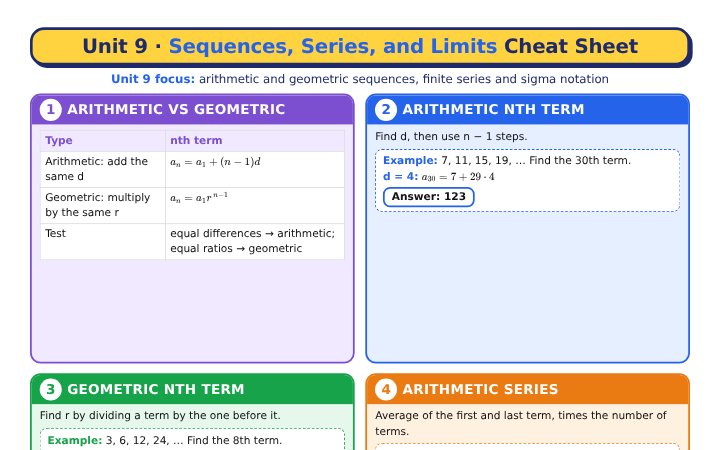 Unit 9 · Sequences, Series, and Limits Cheat Sheet
Unit 9 focus: arithmetic and geometric sequences, finite series and sigma notation
1 ARITHMETIC VS GEOMETRIC
Type nth term
Arithmetic: add the same d
a_n = a_1 + (n − 1)d
Geometric: multiply by the same r
a_n = a_1 r^{n−1}
Test
equal differences → arithmetic;
equal ratios → geometric
2 ARITHMETIC NTH TERM
Find d, then use n − 1 steps.
Example: 7, 11, 15, 19, … Find the 30th term.
d = 4: a_{30} = 7 + 29 · 4
Answer: 123
3 GEOMETRIC NTH TERM
Find r by dividing a term by the one before it.
Example: 3, 6, 12, 24, … Find the 8th term.
4 ARITHMETIC SERIES
Average of the first and last term, times the number of
terms.